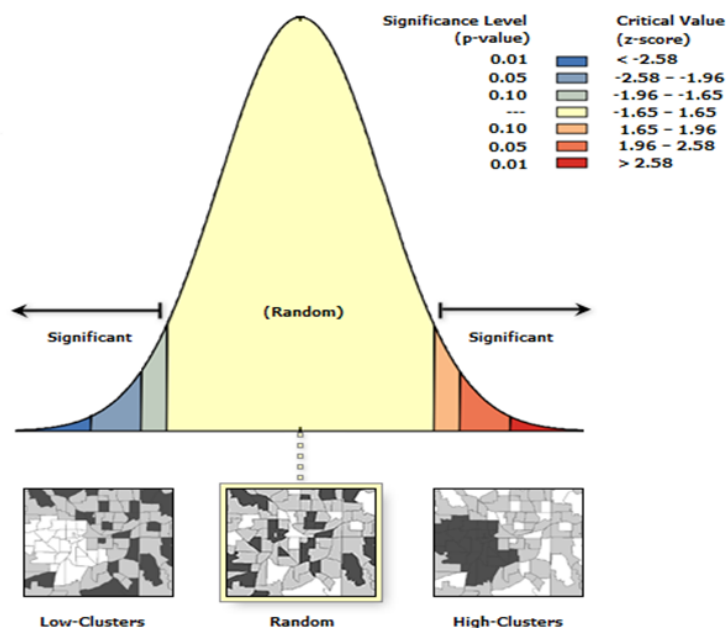 Significance Level Critical Value
(p-value) (z-score)
0.01 < -2.58
0.05 -2.58 – -1.96
0.10 -1.96 – -1.65
--- -1.65 – 1.65
0.10 1.65 – 1.96
0.05 1.96 – 2.58
0.01 > 2.58
(Random)
Significant Significant
Low-Clusters Random High-Clusters